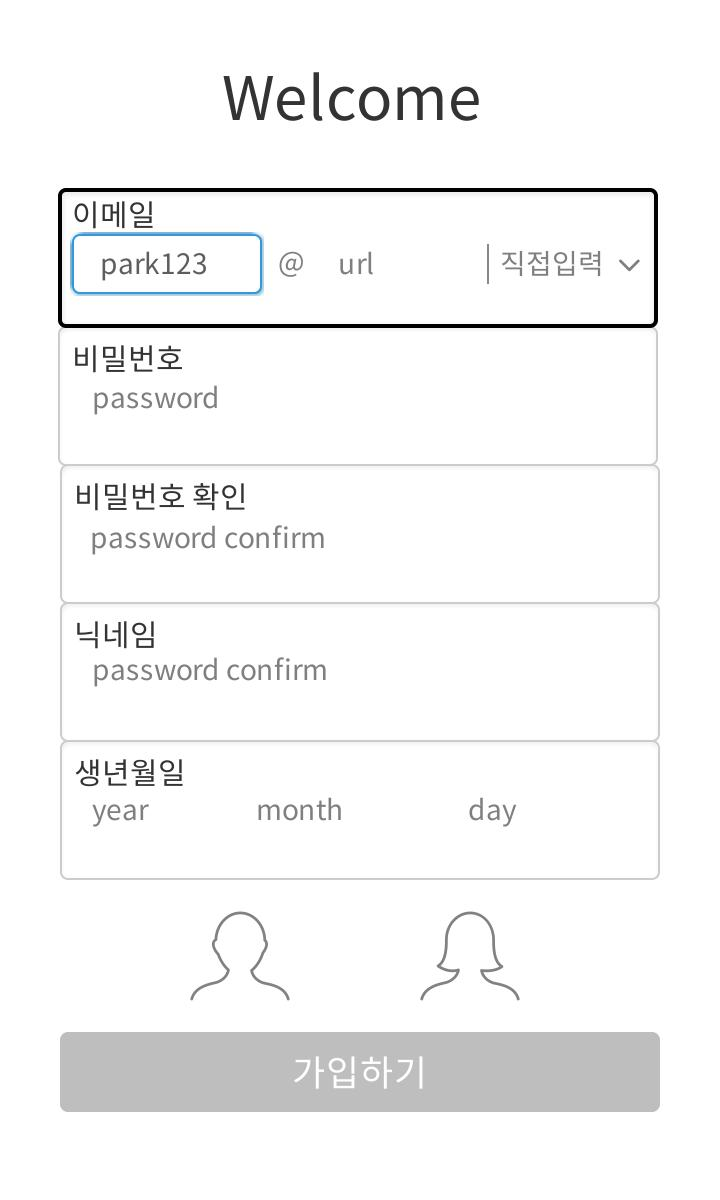 Welcome
이메일
park123 @ url 직접입력
비밀번호
password
비밀번호 확인
password confirm
닉네임
password confirm
생년월일
year month day
가입하기